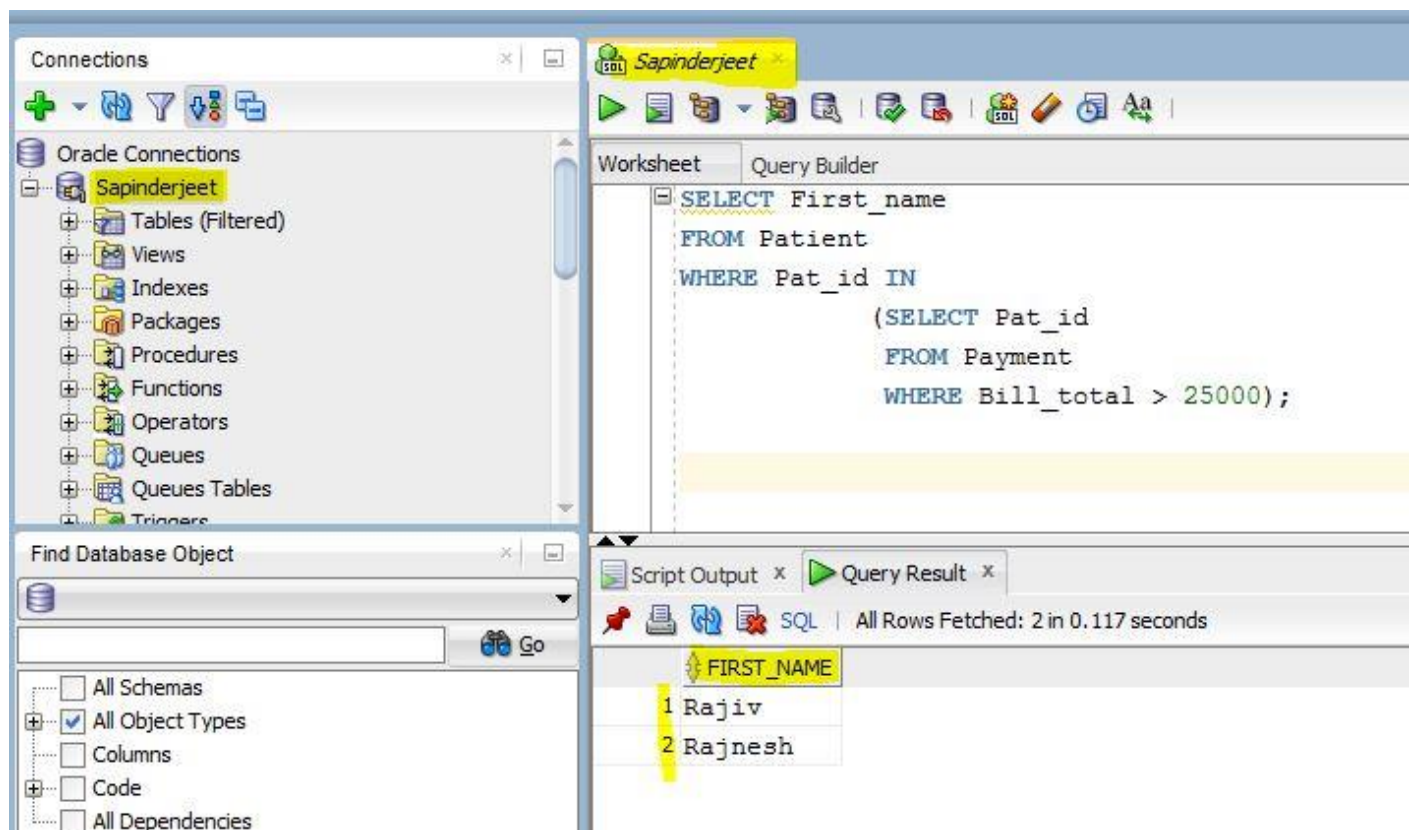 Connections
Oracle Connections
Sapinderjeet
Tables (Filtered)
Views
Indexes
Packages
Procedures
Functions
Operators
Queues
Queues Tables
Triggers
Find Database Object
Go
All Schemas
All Object Types
Columns
Code
All Dependencies
Sapinderjeet
SQL
Aa
Worksheet Query Builder
SELECT First_name
FROM Patient
WHERE Pat_id IN
(SELECT Pat_id
FROM Payment
WHERE Bill_total > 25000);
Script Output x Query Result x
SQL | All Rows Fetched: 2 in 0.117 seconds
FIRST_NAME
1 Rajiv
2 Rajnesh